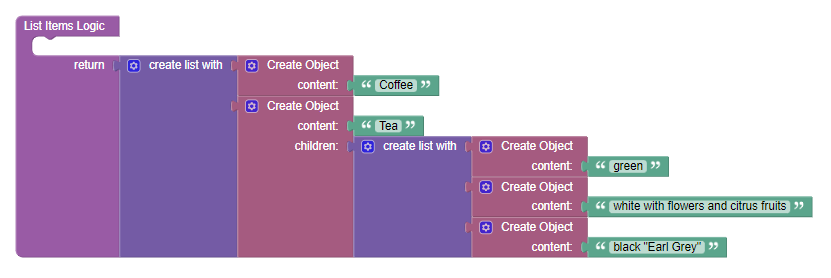 List Items Logic
return create list with Create Object
content: “ Coffee ”
Create Object
content: “ Tea ”
children: create list with Create Object
content: “ green ”
Create Object
content: “ white with flowers and citrus fruits ”
Create Object
content: “ black "Earl Grey" ”